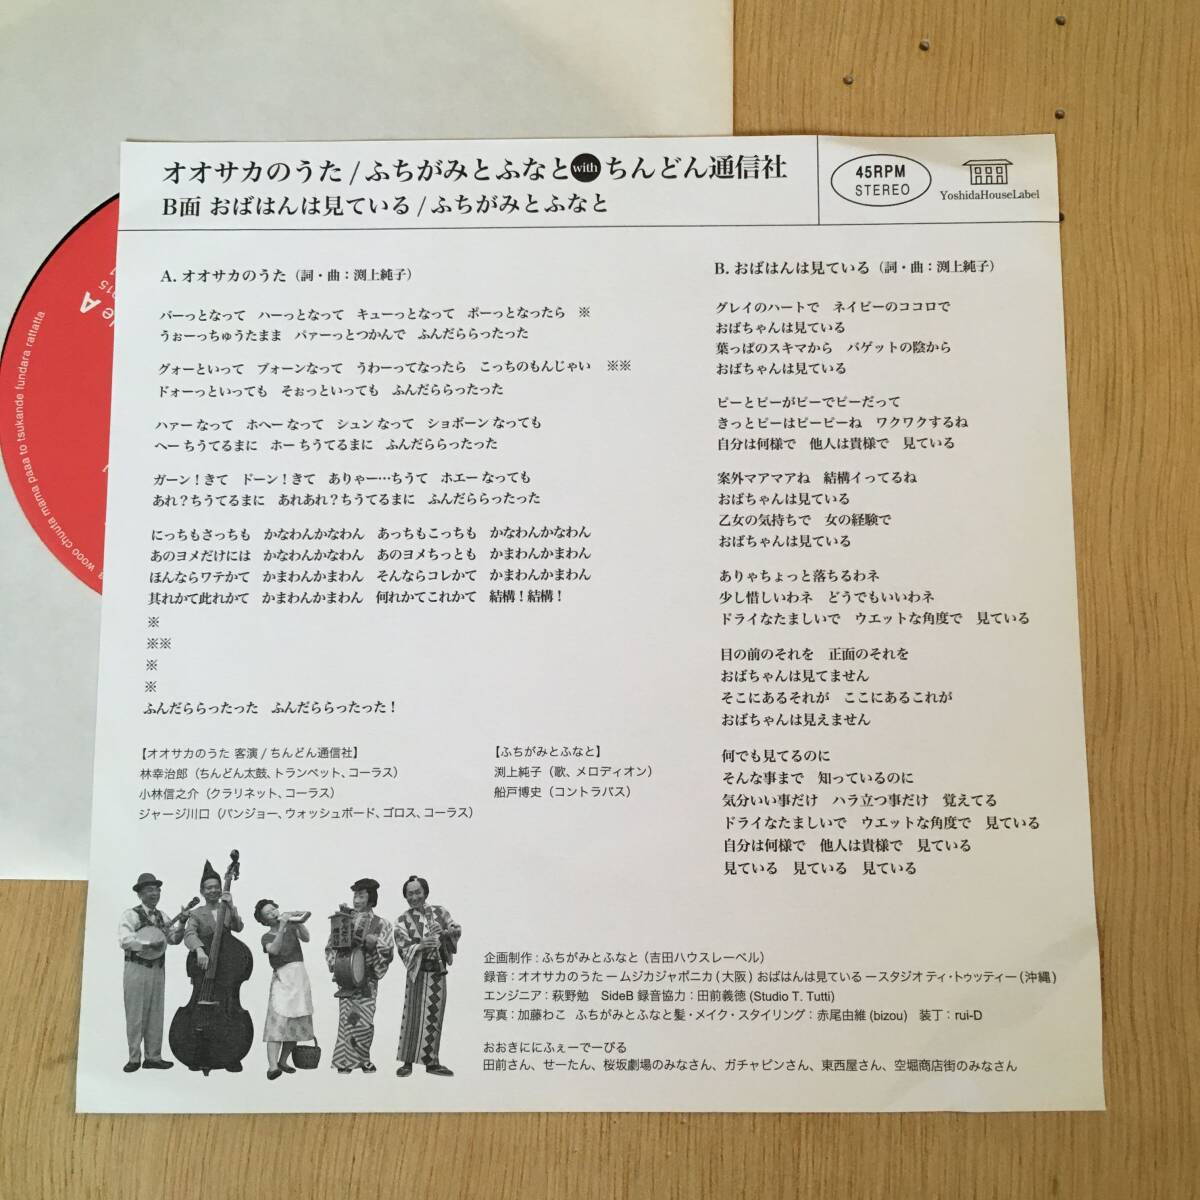 オオサカのうた / ふちがみとふなと with ちんどん通信社
B面 おばはんは見ている / ふちがみとふなと
45RPM
STEREO
YoshidaHouseLabel
A. オオサカのうた（詞・曲：渕上純子）
バーっとなって　ハーっとなって　キューっとなって　ボーっとなったら　※
うぉーっちゅうたまま　パァーっとつかんで　ふんだららったった
グォーといって　ブォーンなって　うわーってなったら　こっちのもんじゃい　※※
ドォーっといっても　そぉっといっても　ふんだららったった
ハァー なって　ホヘー なって　シュン なって　ショボーン なっても
ヘー ちうてるまに　ホー ちうてるまに　ふんだららったった
ガーン！きて　ドーン！きて　ありゃー…ちうて　ホエー なっても
あれ？ちうてるまに　あれあれ？ちうてるまに　ふんだららったった
にっちもさっちも　かなわんかなわん　あっちもこっちも　かなわんかなわん
あのヨメだけには　かなわんかなわん　あのヨメちっとも　かまわんかまわん
ほんならワテかて　かまわんかまわん　そんならコレかて　かまわんかまわん
其れかて此れかて　かまわんかまわん　何れかてこれかて　結構！結構！
※
※※
※
※
ふんだららったった　ふんだららったった！
【オオサカのうた 客演 / ちんどん通信社】
林幸治郎（ちんどん太鼓、トランペット、コーラス）
小林信之介（クラリネット、コーラス）
ジャージ川口（バンジョー、ウォッシュボード、ゴロス、コーラス）
【ふちがみとふなと】
渕上純子（歌、メロディオン）
船戸博史（コントラバス）
B. おばはんは見ている（詞・曲：渕上純子）
グレイのハートで　ネイビーのココロで
おばちゃんは見ている
葉っぱのスキマから　バゲットの陰から
おばちゃんは見ている
ピーとピーがピーでピーだって
きっとピーはピーピーね　ワクワクするね
自分は何様で　他人は貴様で　見ている
案外マアマアね　結構イってるね
おばちゃんは見ている
乙女の気持ちで　女の経験で
おばちゃんは見ている
ありゃちょっと落ちるわネ
少し惜しいわネ　どうでもいいわネ
ドライなたましいで　ウエットな角度で　見ている
目の前のそれを　正面のそれを
おばちゃんは見てません
そこにあるそれが　ここにあるこれが
おばちゃんは見えません
何でも見てるのに
そんな事まで　知っているのに
気分いい事だけ　ハラ立つ事だけ　覚えてる
ドライなたましいで　ウエットな角度で　見ている
自分は何様で　他人は貴様で　見ている
見ている　見ている　見ている
企画制作：ふちがみとふなと（吉田ハウスレーベル）
録音：オオサカのうたームジカジャポニカ(大阪) おばはんは見ているースタジオ ティ・トゥッティー(沖縄)
エンジニア：萩野勉　SideB 録音協力：田前義徳(Studio T. Tutti)
写真：加藤わこ　ふちがみとふなと髪・メイク・スタイリング：赤尾由維(bizou)　装丁：rui-D
おおきににふぇーでーびる
田前さん、せーたん、桜坂劇場のみなさん、ガチャピンさん、東西屋さん、空堀商店街のみなさん
A
wooo chuuta mama paaa to tsukande fundara rattatta